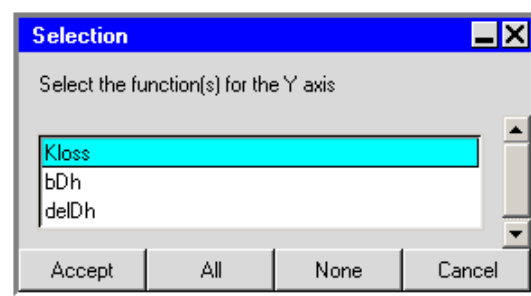 Selection
Select the function(s) for the Y axis
Kloss
bDh
delDh
Accept All None Cancel